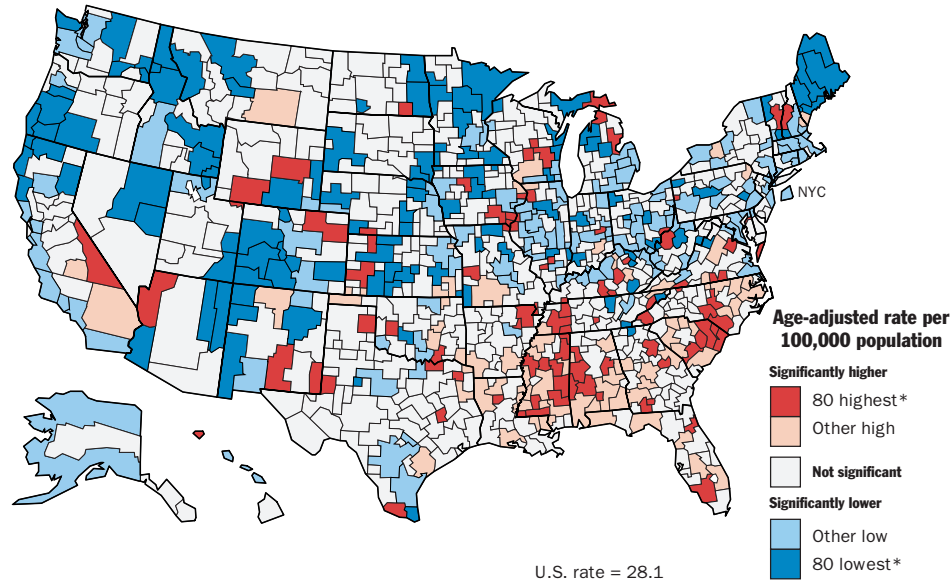 NYC
Age-adjusted rate per
100,000 population
Significantly higher
80 highest*
Other high
Not significant
Significantly lower
Other low
80 lowest*
U.S. rate = 28.1